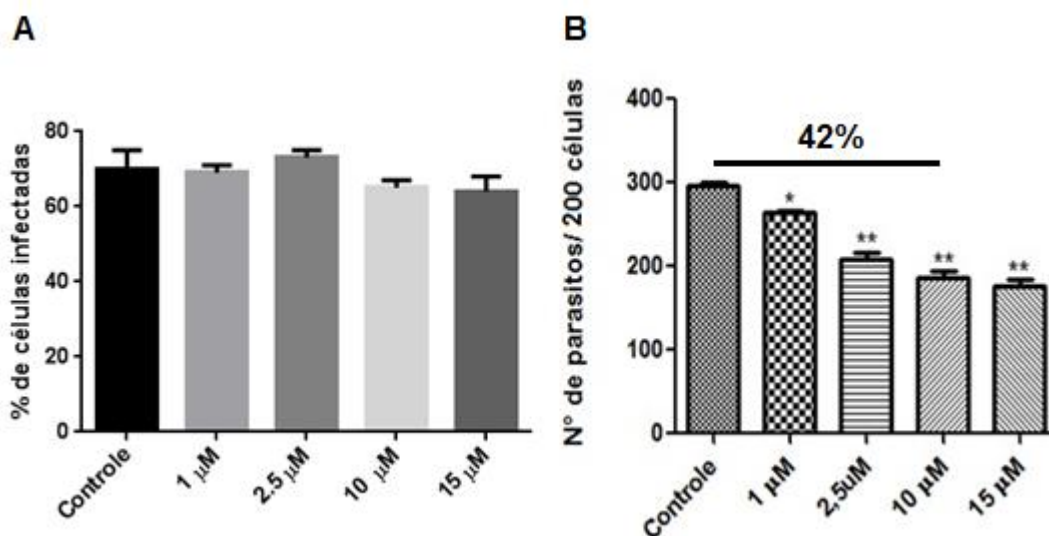 A
% de células infectadas
80
60
40
20
0
Controle
1 µM
2.5 µM
10 µM
15 µM
B
N° de parasitos/ 200 células
400
300
200
100
0
42%
*
**
**
**
Controle
1 µM
2,5uM
10 µM
15 µM